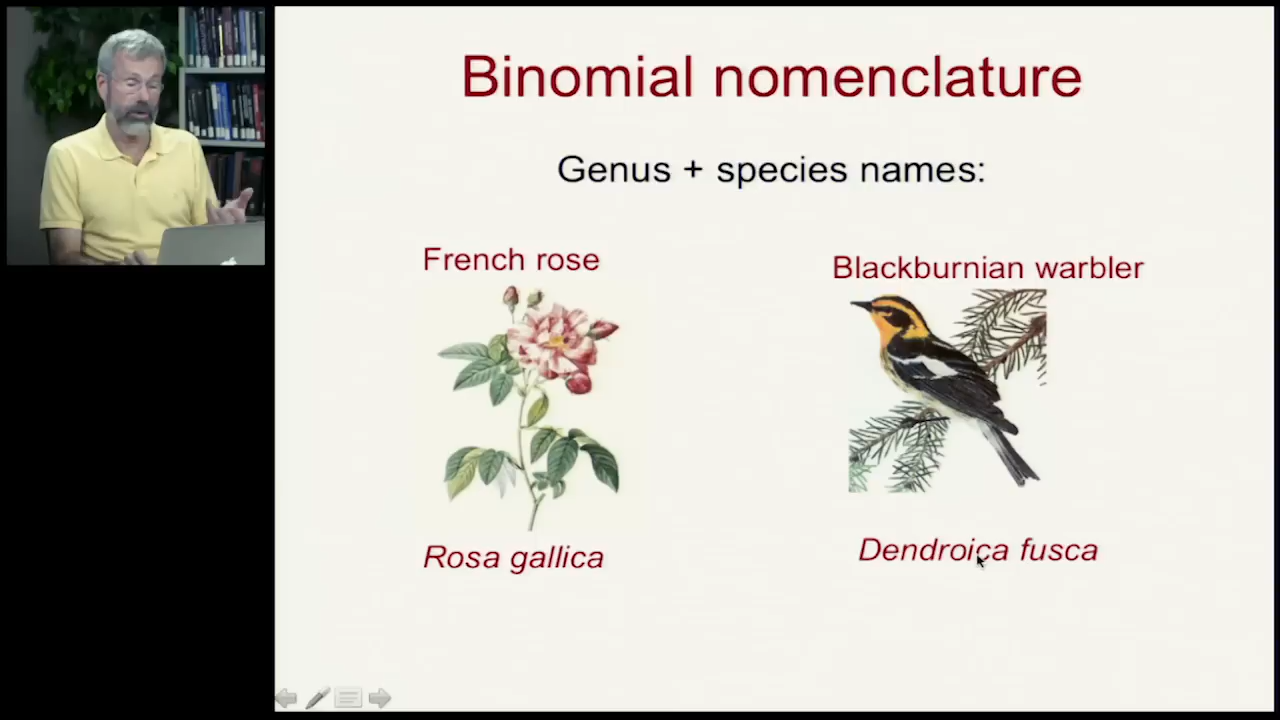 Binomial nomenclature
Genus + species names:
French rose
Blackburnian warbler
Rosa gallica
Dendroica fusca